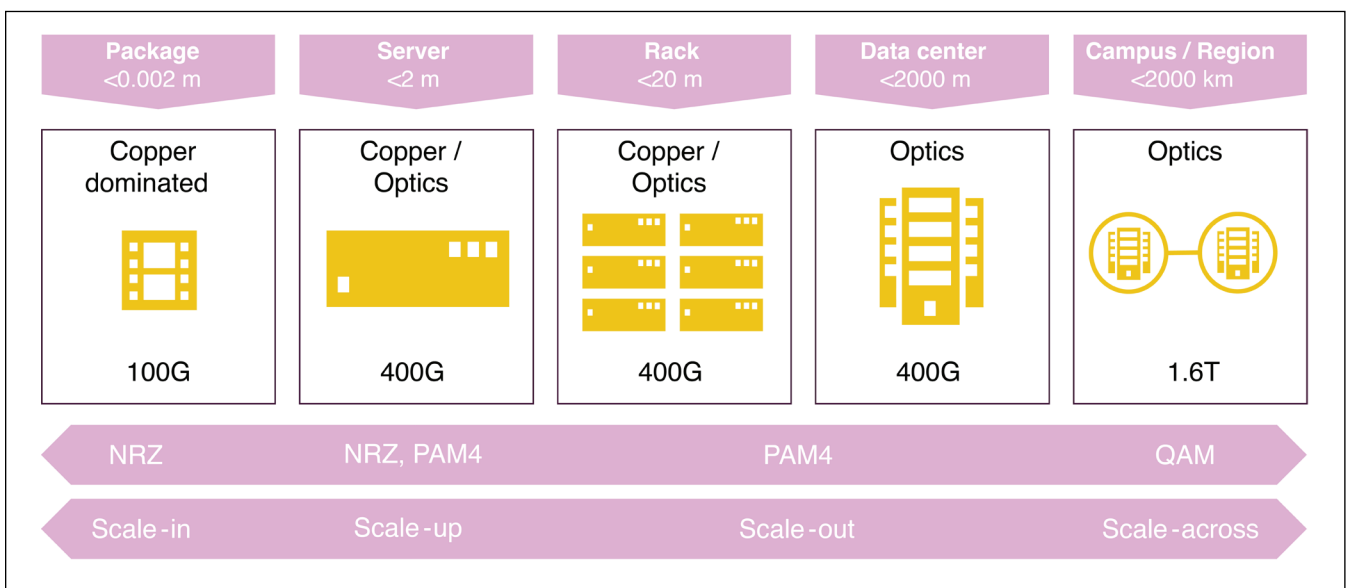 Package
<0.002 m
Server
<2 m
Rack
<20 m
Data center
<2000 m
Campus / Region
<2000 km
Copper
dominated
100G
Copper /
Optics
400G
Copper /
Optics
400G
Optics
400G
Optics
1.6T
NRZ
NRZ, PAM4
PAM4
QAM
Scale-in
Scale-up
Scale-out
Scale-across